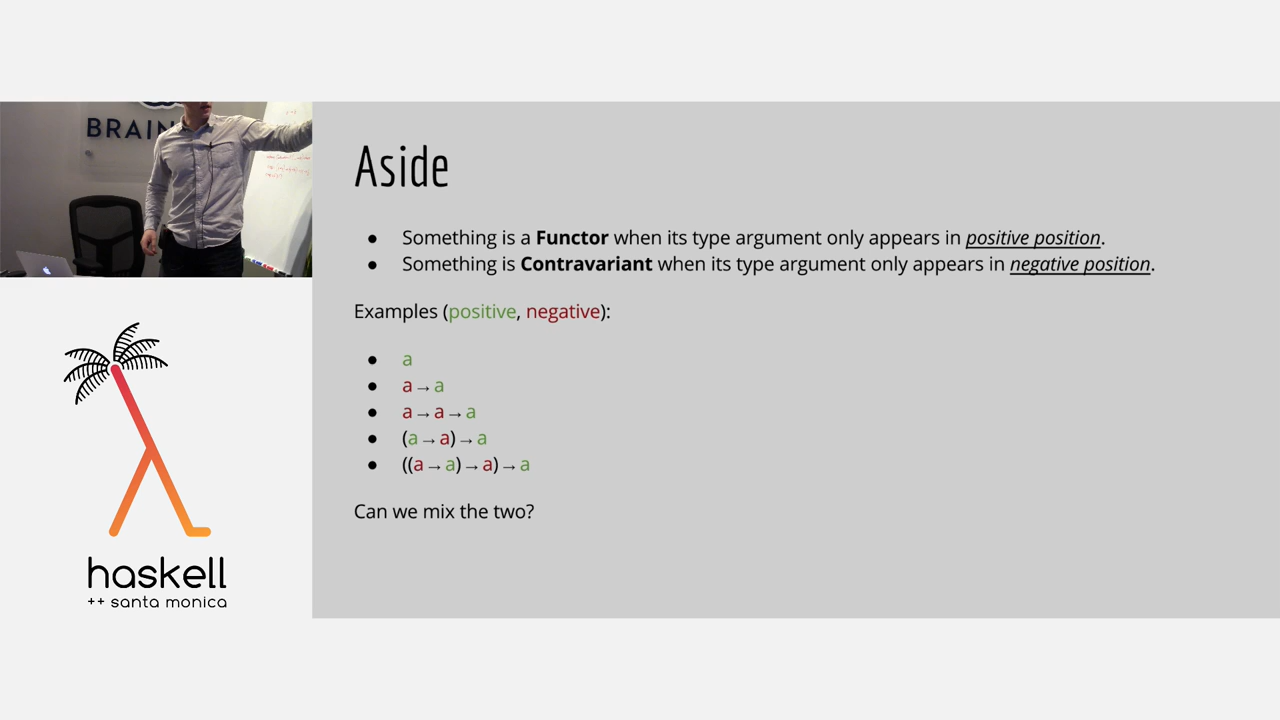 BRAIN
Aside
● Something is a Functor when its type argument only appears in positive position.
● Something is Contravariant when its type argument only appears in negative position.
Examples (positive, negative):
● a
● a → a
● a → a → a
● (a → a) → a
● ((a → a) → a) → a
Can we mix the two?
haskell
++ santa monica